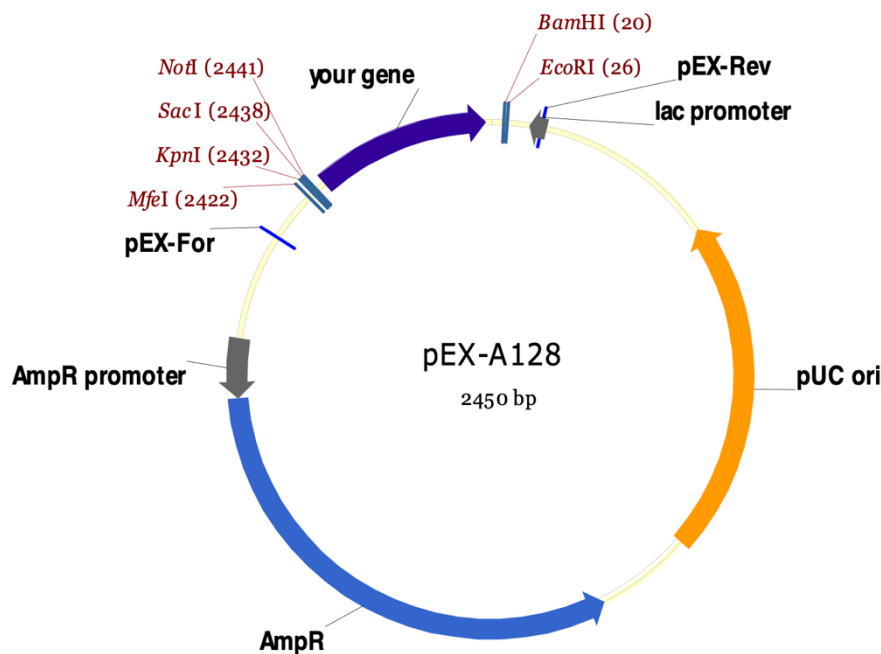 BamHI (20)
EcoRI (26)
pEX-Rev
lac promoter
NotI (2441)
your gene
SacI (2438)
KpnI (2432)
MfeI (2422)
pEX-For
AmpR promoter
pEX-A128
2450 bp
pUC ori
AmpR